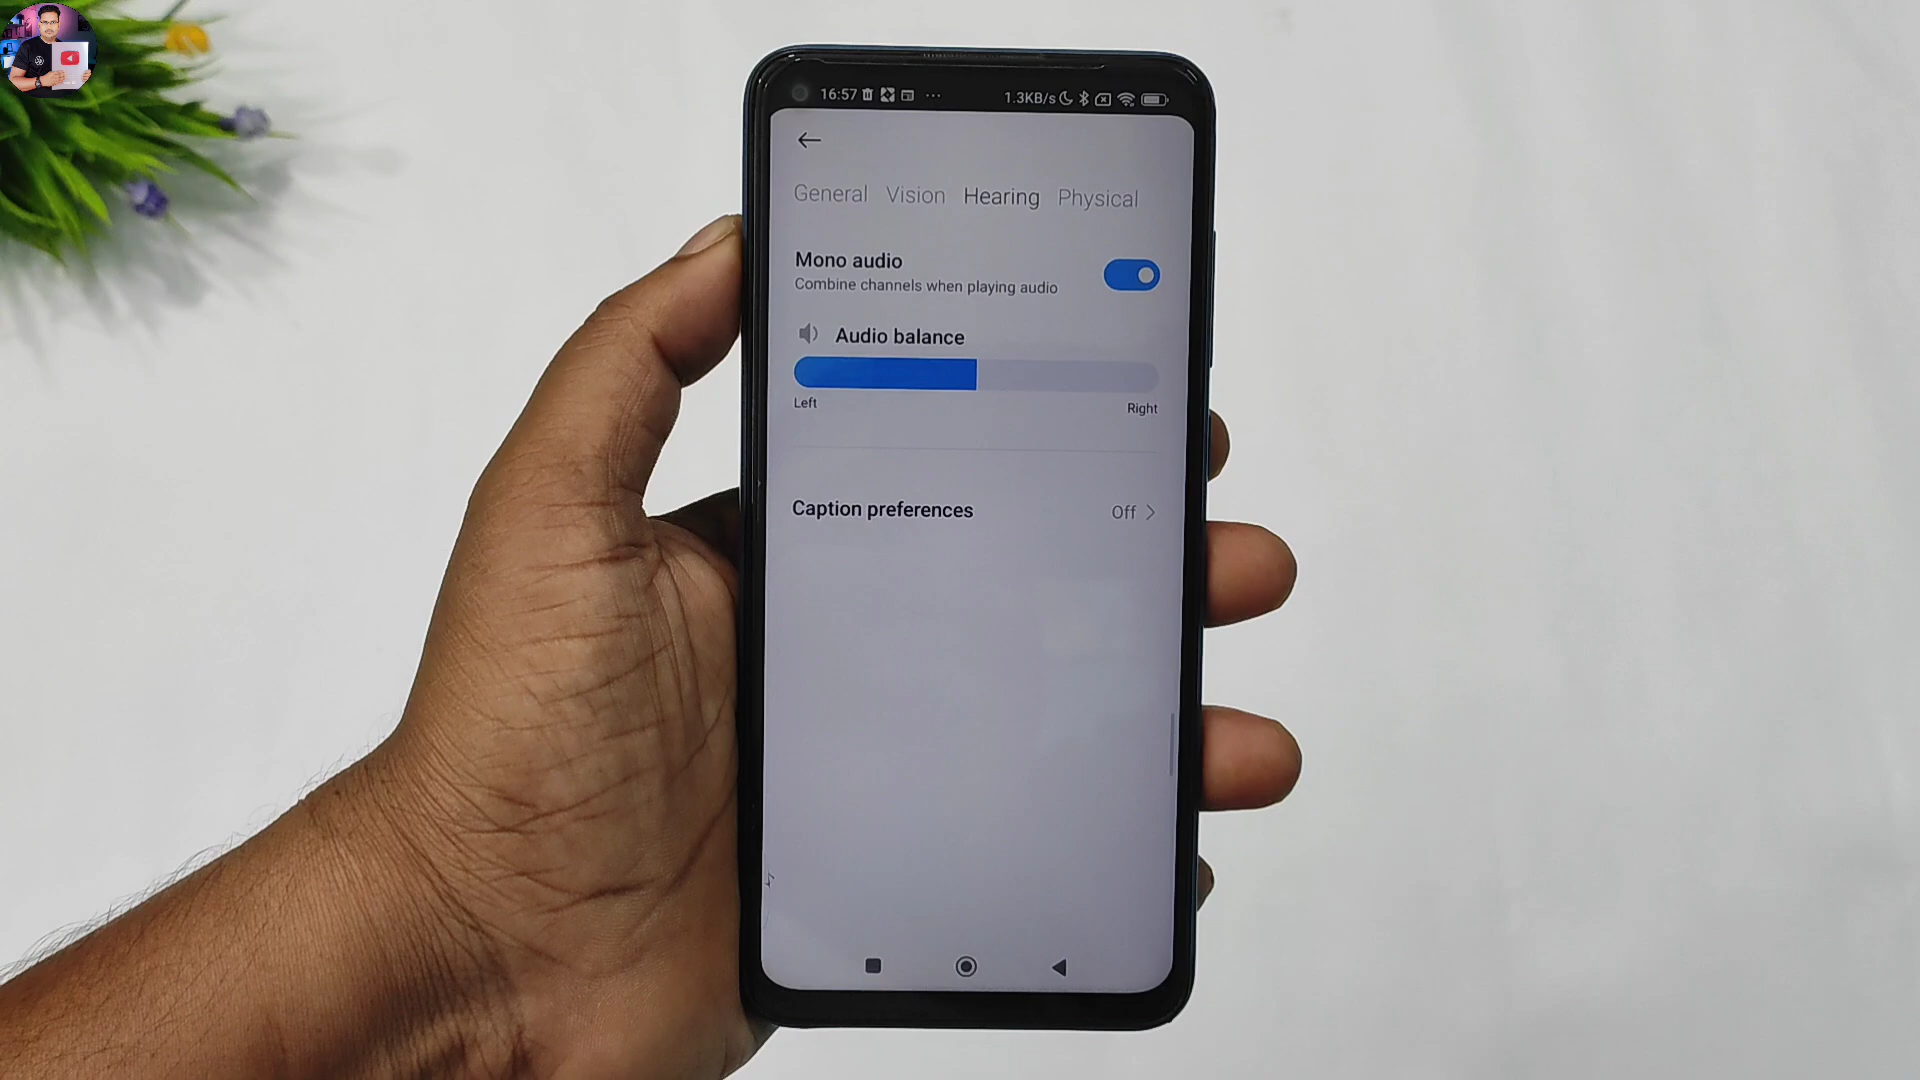 16:57 ... 1.3KB/s
General Vision Hearing Physical
Mono audio
Combine channels when playing audio
Audio balance
Left Right
Caption preferences Off